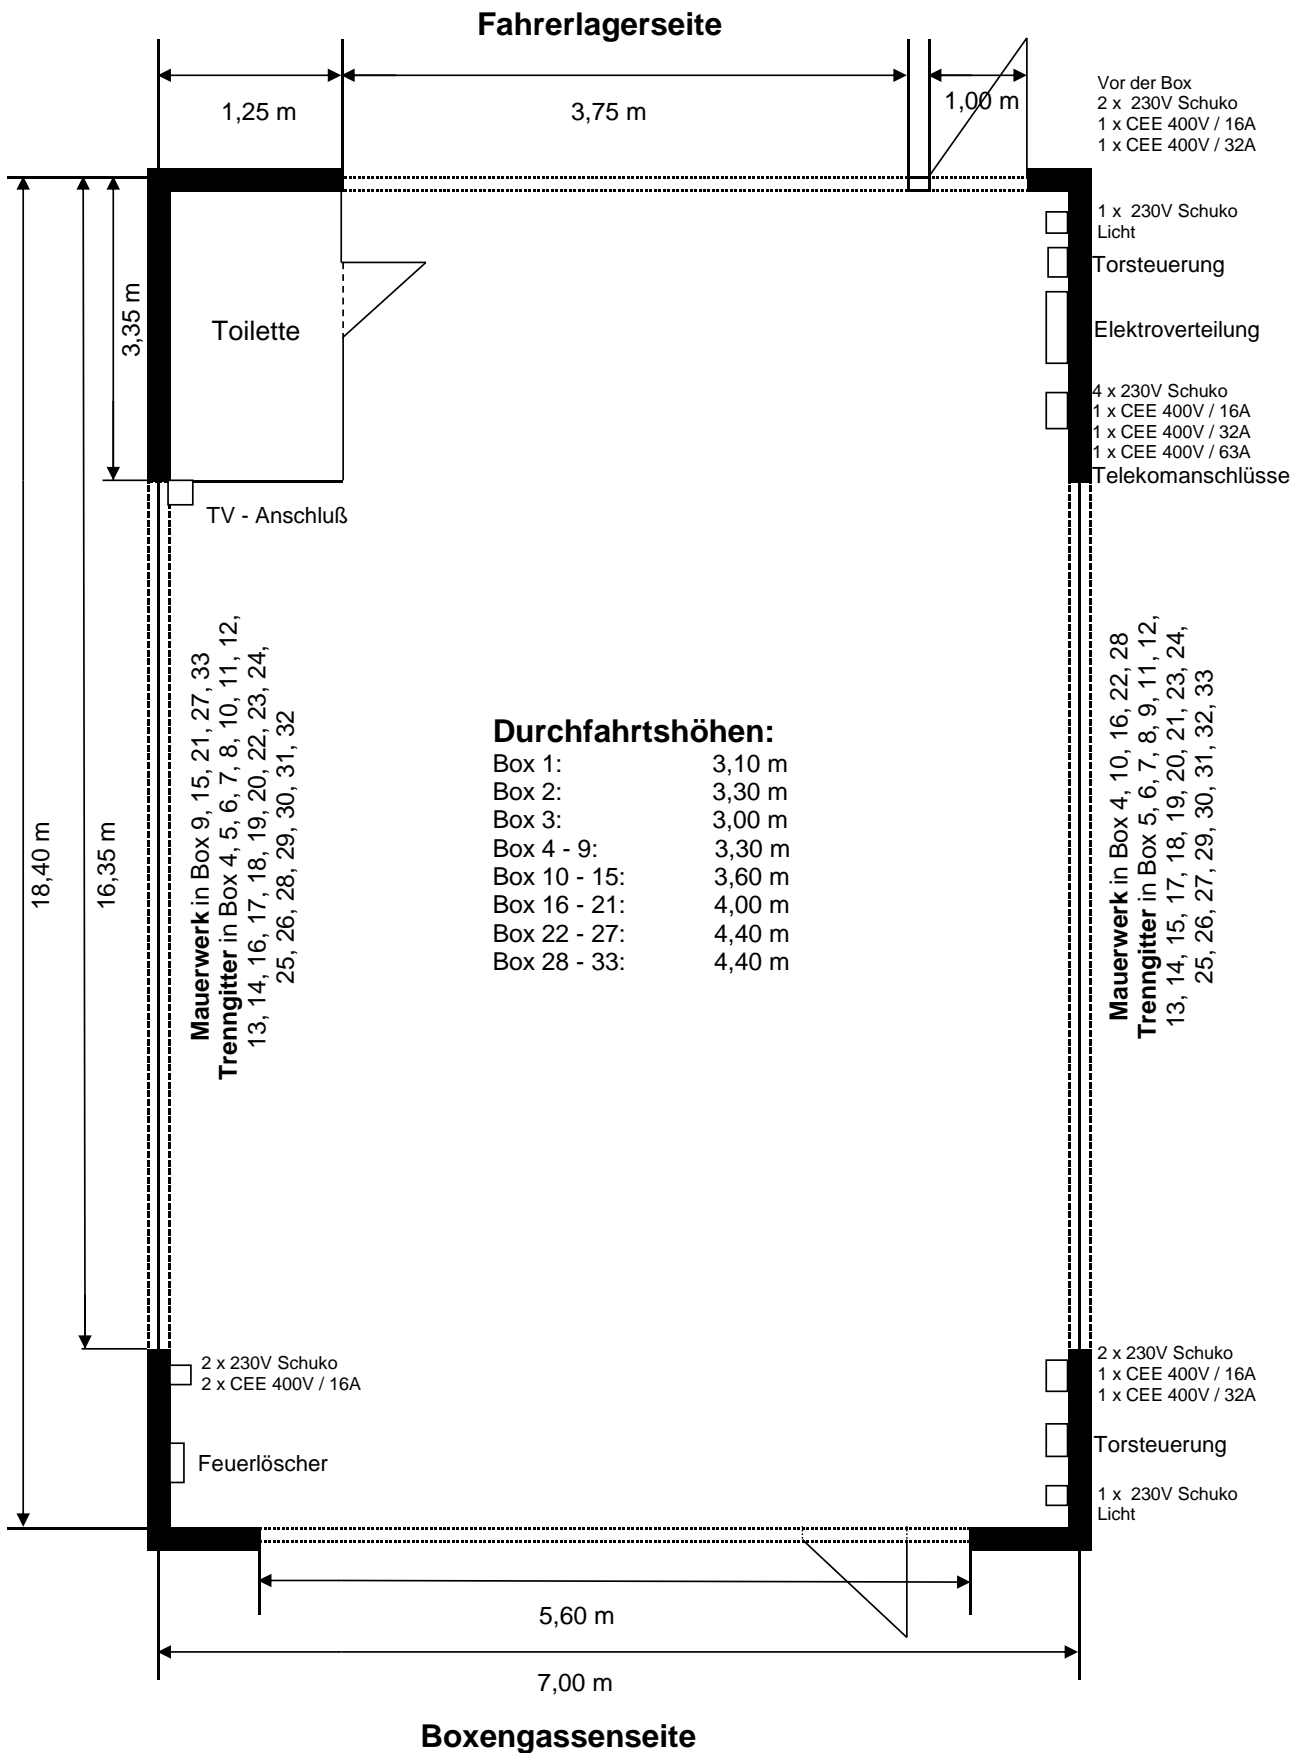 Fahrerlagerseite
1,25 m
3,75 m
1,00 m
Vor der Box
2 x 230V Schuko
1 x CEE 400V / 16A
1 x CEE 400V / 32A
1 x 230V Schuko
Licht
Torsteuerung
Elektroverteilung
4 x 230V Schuko
1 x CEE 400V / 16A
1 x CEE 400V / 32A
1 x CEE 400V / 63A
Telekomanschlüsse
3,35 m
Toilette
TV - Anschluß
18,40 m
16,35 m
Mauerwerk in Box 9, 15, 21, 27, 33
Trenngitter in Box 4, 5, 6, 7, 8, 10, 11, 12,
13, 14, 16, 17, 18, 19, 20, 22, 23, 24,
25, 26, 28, 29, 30, 31, 32
Durchfahrtshöhen:
Box 1: 3,10 m
Box 2: 3,30 m
Box 3: 3,00 m
Box 4 - 9: 3,30 m
Box 10 - 15: 3,60 m
Box 16 - 21: 4,00 m
Box 22 - 27: 4,40 m
Box 28 - 33: 4,40 m
Mauerwerk in Box 4, 10, 16, 22, 28
Trenngitter in Box 5, 6, 7, 8, 9, 11, 12,
13, 14, 15, 17, 18, 19, 20, 21, 23, 24,
25, 26, 27, 29, 30, 31, 32, 33
2 x 230V Schuko
2 x CEE 400V / 16A
Feuerlöscher
2 x 230V Schuko
1 x CEE 400V / 16A
1 x CEE 400V / 32A
Torsteuerung
1 x 230V Schuko
Licht
5,60 m
7,00 m
Boxengassenseite